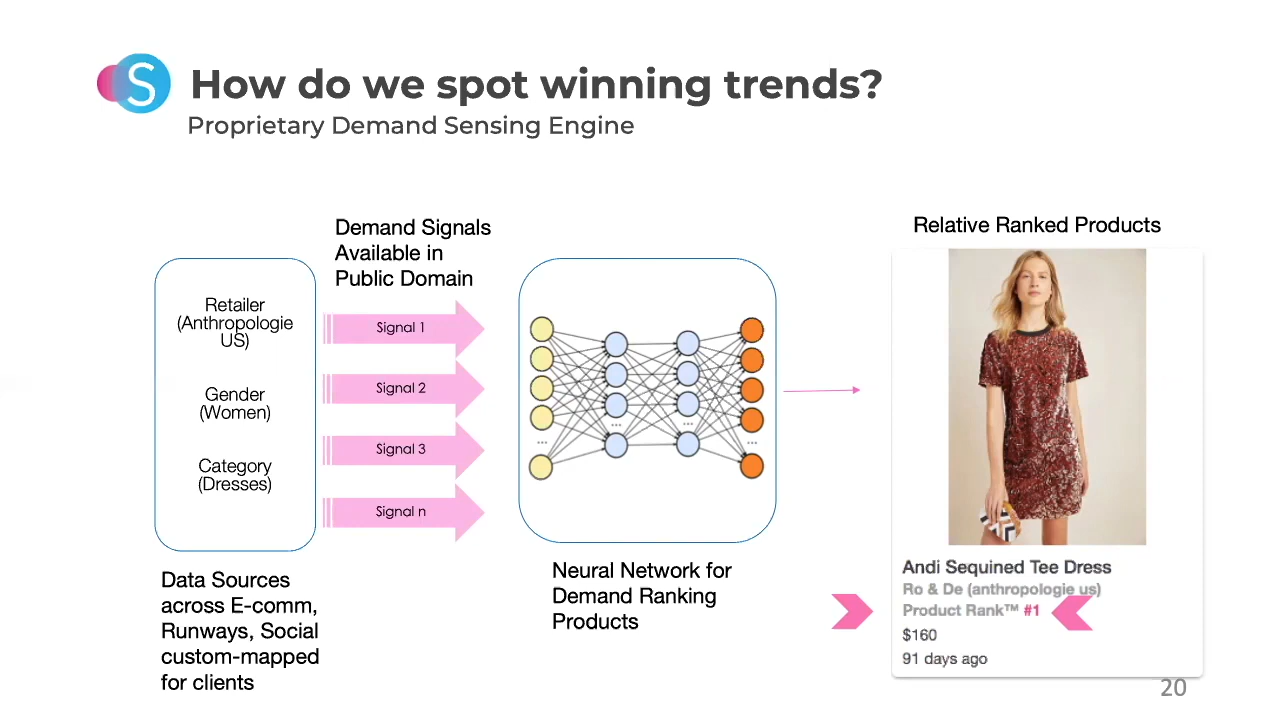 S
How do we spot winning trends?
Proprietary Demand Sensing Engine
Retailer
(Anthropologie
US)
Gender
(Women)
Category
(Dresses)
Data Sources
across E-comm,
Runways, Social
custom-mapped
for clients
Demand Signals
Available in
Public Domain
Signal 1
Signal 2
Signal 3
Signal n
...
...
...
...
Neural Network for
Demand Ranking
Products
Relative Ranked Products
Andi Sequined Tee Dress
Ro & De (anthropologie us)
Product Rank™ #1
$160
91 days ago
20